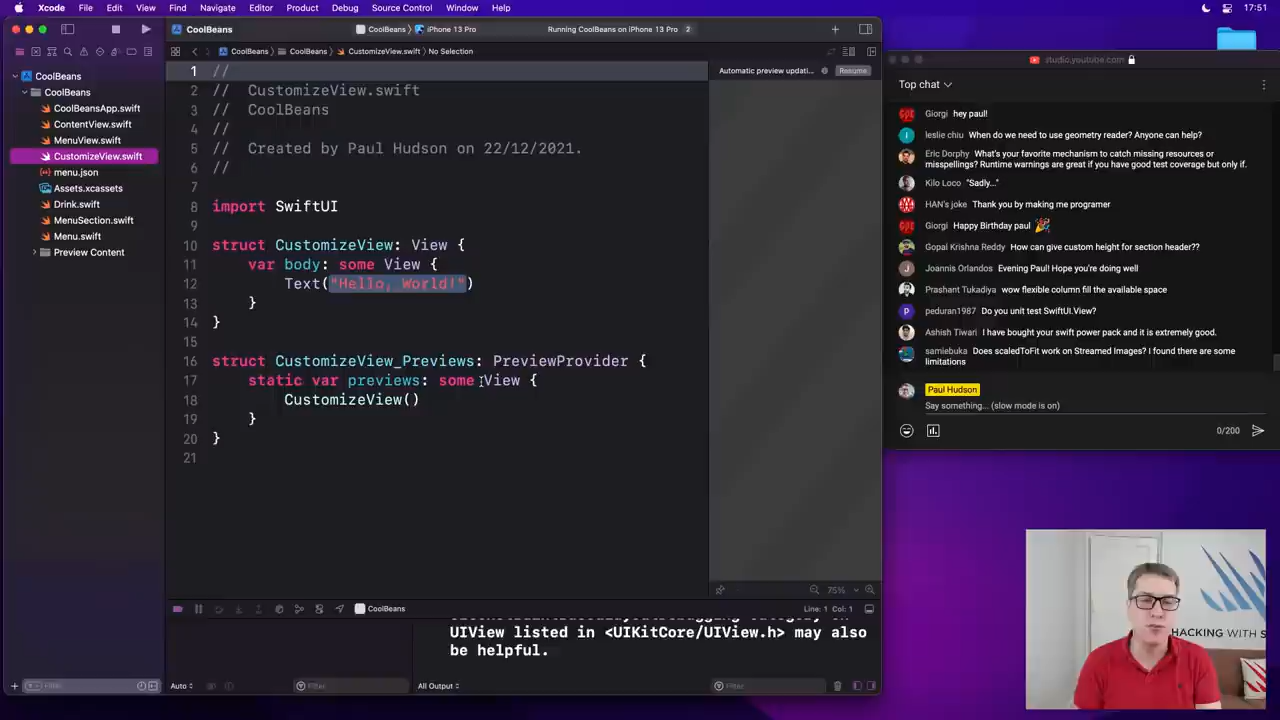 Xcode File Edit View Find Navigate Editor Product Debug Source Control Window Help 17:51
CoolBeans CoolBeans iPhone 13 Pro Running CoolBeans on iPhone 13 Pro 2
CoolBeans CoolBeans CustomizeView.swift No Selection
CoolBeans
CoolBeans
CoolBeansApp.swift
ContentView.swift
MenuView.swift
CustomizeView.swift
menu.json
Assets.xcassets
Drink.swift
MenuSection.swift
Menu.swift
Preview Content
Filter
1 //
2 // CustomizeView.swift
3 // CoolBeans
4 //
5 // Created by Paul Hudson on 22/12/2021.
6 //
7
8 import SwiftUI
9
10 struct CustomizeView: View {
11 var body: some View {
12 Text("Hello, World!")
13 }
14 }
15
16 struct CustomizeView_Previews: PreviewProvider {
17 static var previews: some View {
18 CustomizeView()
19 }
20 }
21
Automatic preview updati... Resume
75%
CoolBeans Line: 1 Col: 1
UIView listed in <UIKitCore/UIView.h> may also
be helpful.
Auto Filter All Output Filter
studio.youtube.com
Top chat
Giorgi hey paul!
leslie chiu When do we need to use geometry reader? Anyone can help?
Eric Dorphy What's your favorite mechanism to catch missing resources or
misspellings? Runtime warnings are great if you have good test coverage but only if.
Kilo Loco "Sadly..."
HAN's joke Thank you by making me programer
Giorgi Happy Birthday paul
Gopal Krishna Reddy How can give custom height for section header??
Joannis Orlandos Evening Paul! Hope you're doing well
Prashant Tukadiya wow flexible column fill the available space
peduran1987 Do you unit test SwiftUI.View?
Ashish Tiwari I have bought your swift power pack and it is extremely good.
samiebuka Does scaledToFit work on Streamed Images? I found there are some
limitations
Paul Hudson
Say something... (slow mode is on)
0/200
HACKING WITH S